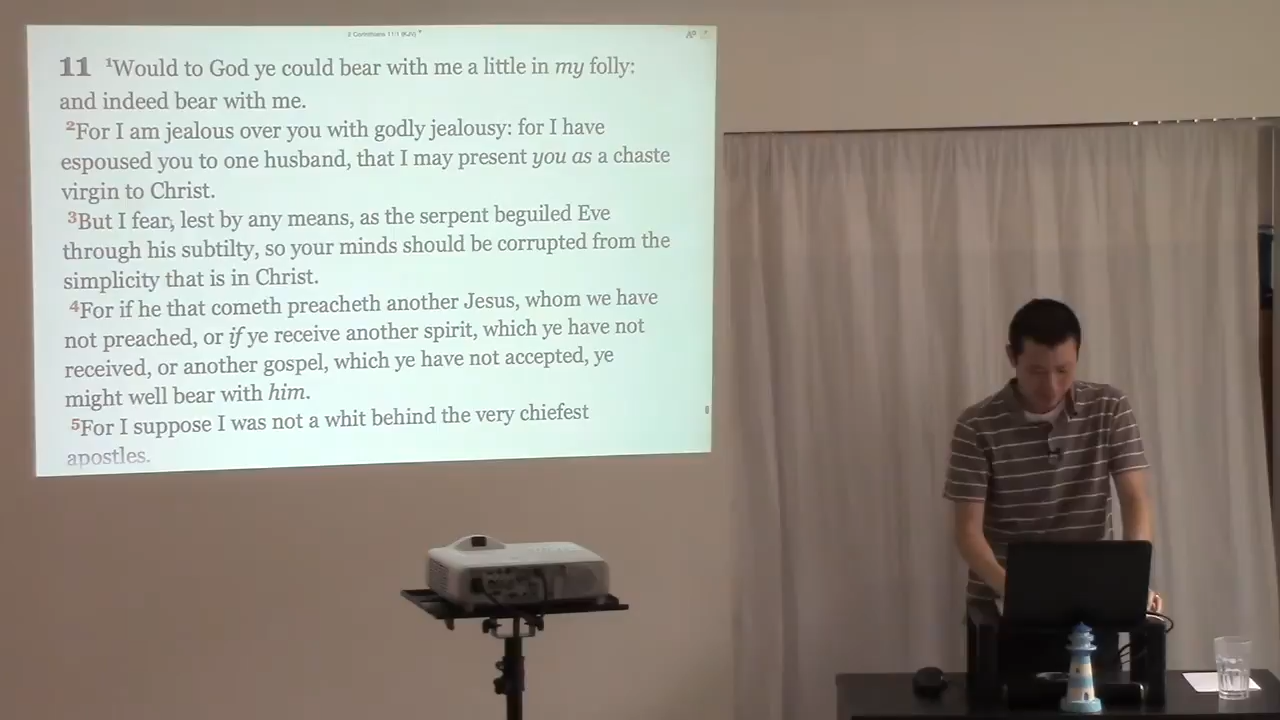 2 Corinthians 11:1 (KJV)
11 1Would to God ye could bear with me a little in my folly:
and indeed bear with me.
2For I am jealous over you with godly jealousy: for I have
espoused you to one husband, that I may present you as a chaste
virgin to Christ.
3But I fear, lest by any means, as the serpent beguiled Eve
through his subtilty, so your minds should be corrupted from the
simplicity that is in Christ.
4For if he that cometh preacheth another Jesus, whom we have
not preached, or if ye receive another spirit, which ye have not
received, or another gospel, which ye have not accepted, ye
might well bear with him.
5For I suppose I was not a whit behind the very chiefest
apostles.